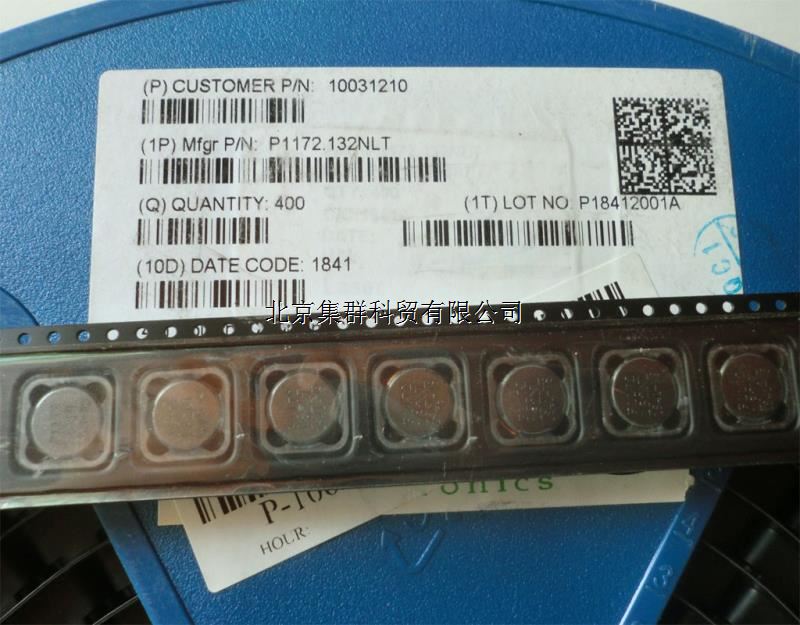 (P) CUSTOMER P/N: 10031210
(1P) Mfgr P/N: P1172.132NLT
(Q) QUANTITY: 400
(1T) LOT NO: P18412001A
(10D) DATE CODE: 1841
北京集群科贸有限公司
HOUR: